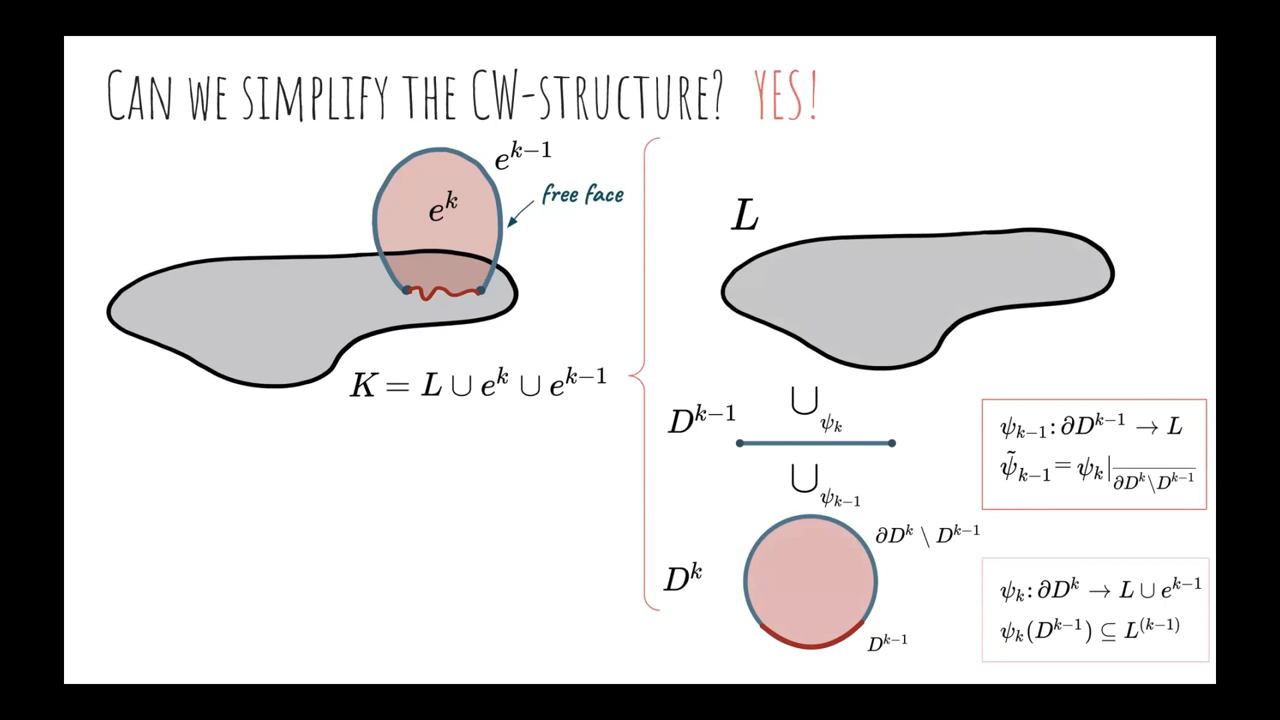 CAN WE SIMPLIFY THE CW-STRUCTURE? YES!
e^{k-1}
e^k
free face
K = L ∪ e^k ∪ e^{k-1}
L
∪_{ψ_k}
D^{k-1}
∪_{ψ_{k-1}}
∂D^k \ D^{k-1}
D^k
D^{k-1}
ψ_{k-1}: ∂D^{k-1} → L
ψ̃_{k-1} = ψ_k|_{\overline{∂D^k\D^{k-1}}}
ψ_k: ∂D^k → L ∪ e^{k-1}
ψ_k(D^{k-1}) ⊆ L^{(k-1)}